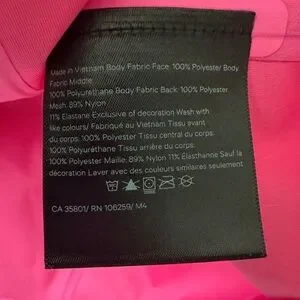 Made in Vietnam Body Fabric Face: 100% Polyester/ Body
Fabric Middle:
100% Polyurethane Body Fabric Back: 100% Polyester
Mesh: 89% Nylon
11% Elastane Exclusive of decoration Wash with
like colours/ Fabriqué au Vietnam Tissu avant
du corps: 100% Polyester Tissu central du corps:
100% Polyuréthane Tissu arrière du corps:
100% Polyester Maille: 89% Nylon 11% Élasthanne Sauf la
décoration Laver avec des couleurs similaires seulement
CA 35801/ RN 106259/ M4